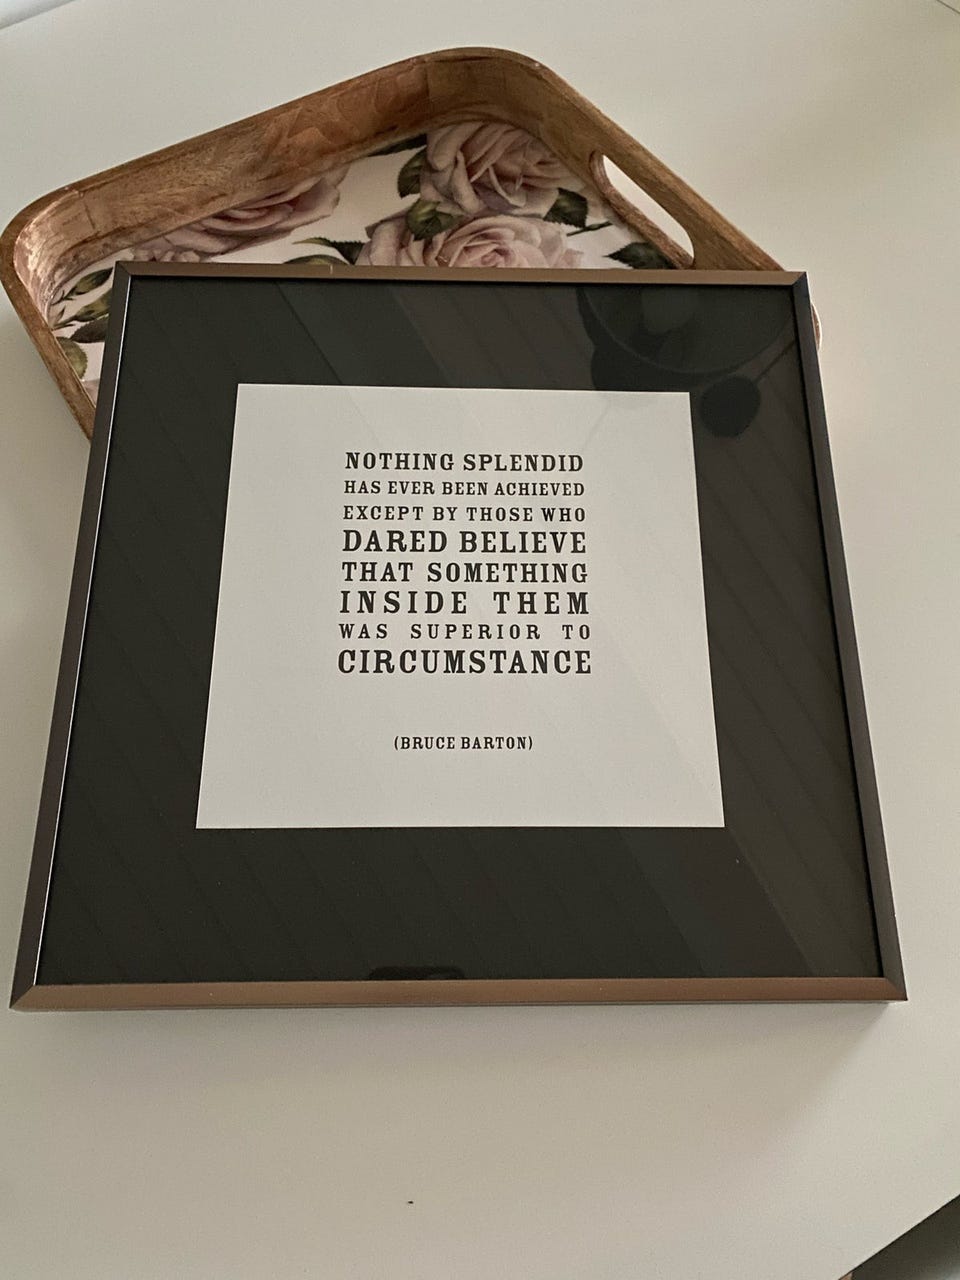 NOTHING SPLENDID
HAS EVER BEEN ACHIEVED
EXCEPT BY THOSE WHO
DARED BELIEVE
THAT SOMETHING
INSIDE THEM
WAS SUPERIOR TO
CIRCUMSTANCE
(BRUCE BARTON)